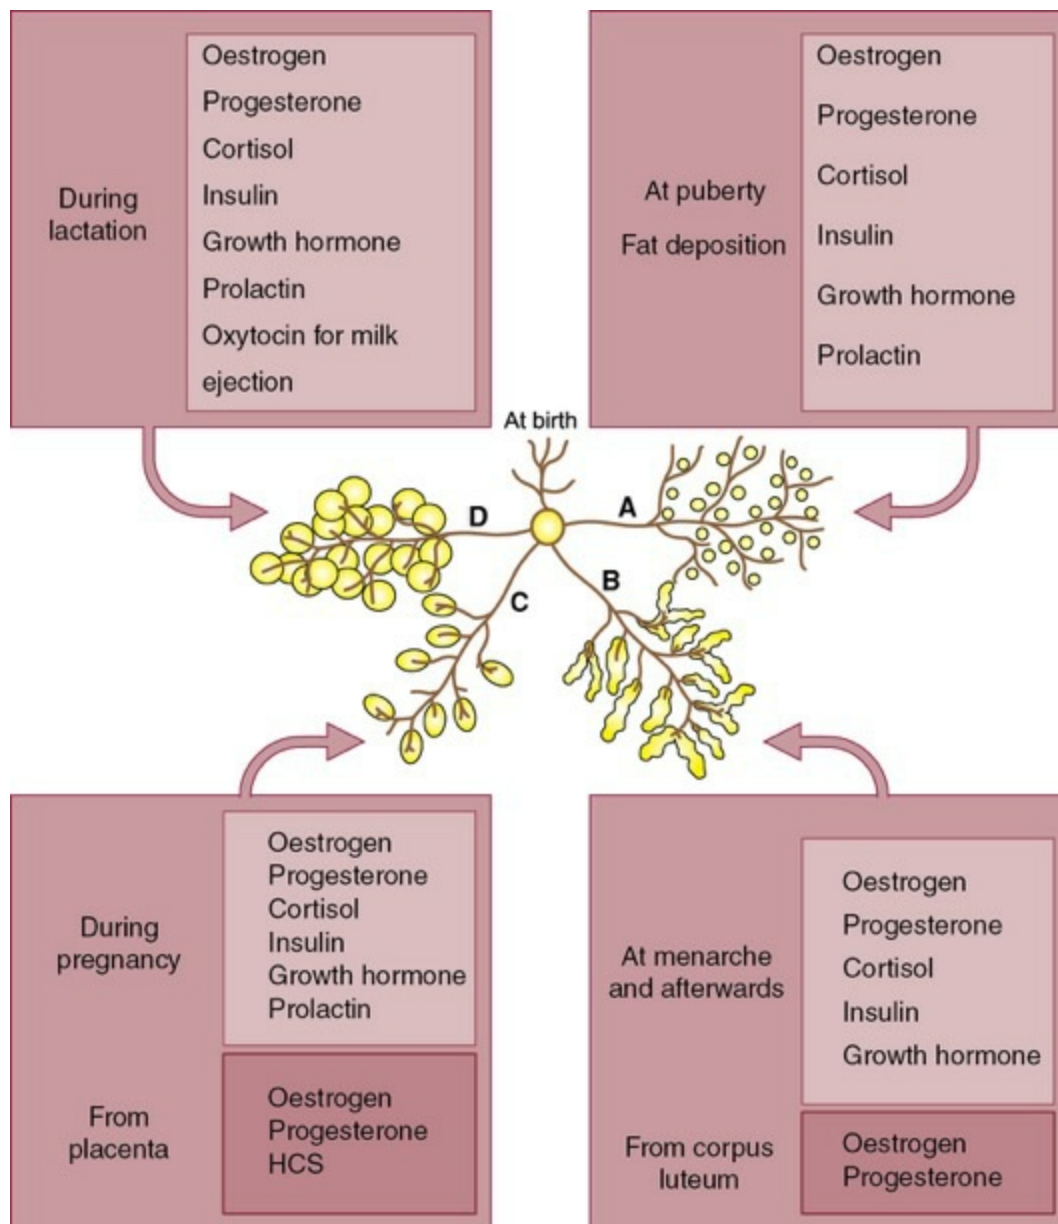 During
lactation
Oestrogen
Progesterone
Cortisol
Insulin
Growth hormone
Prolactin
Oxytocin for milk
ejection
At puberty
Fat deposition
Oestrogen
Progesterone
Cortisol
Insulin
Growth hormone
Prolactin
At birth
D
A
C
B
During
pregnancy
Oestrogen
Progesterone
Cortisol
Insulin
Growth hormone
Prolactin
From
placenta
Oestrogen
Progesterone
HCS
At menarche
and afterwards
Oestrogen
Progesterone
Cortisol
Insulin
Growth hormone
From corpus
luteum
Oestrogen
Progesterone